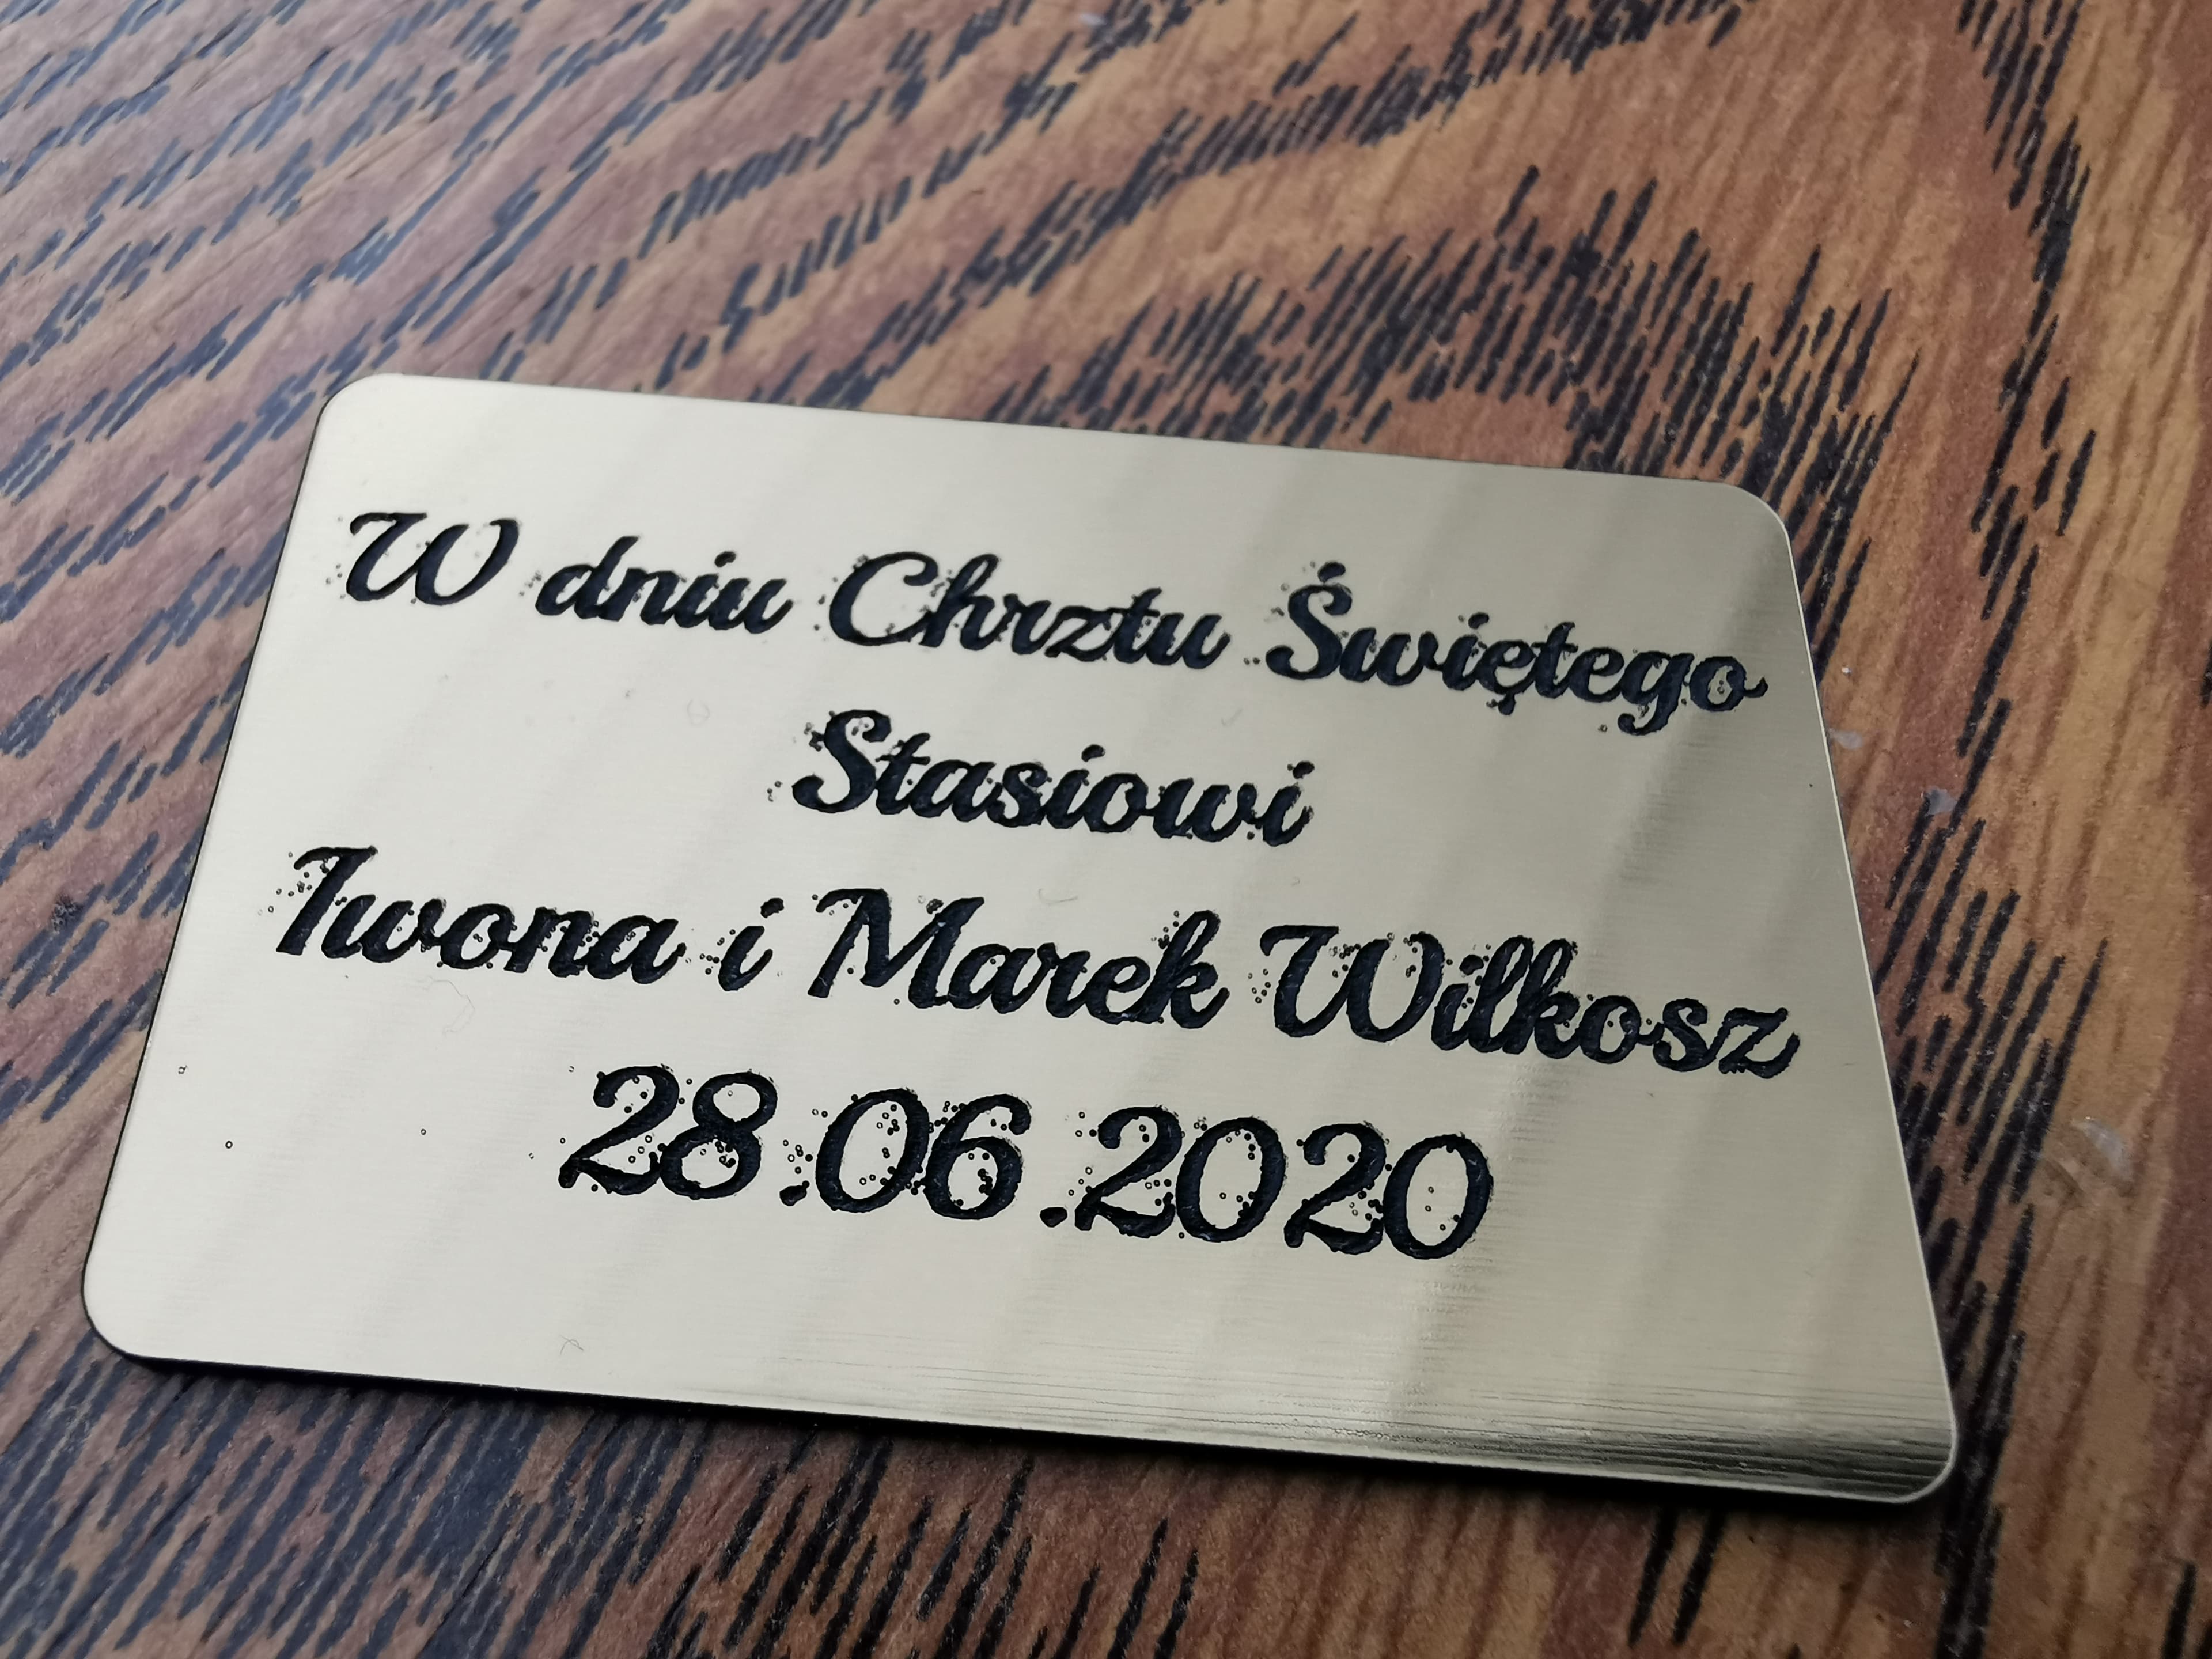 W dniu Chrztu Świętego
Stasiowi
Iwona i Marek Wilkosz
28.06.2020